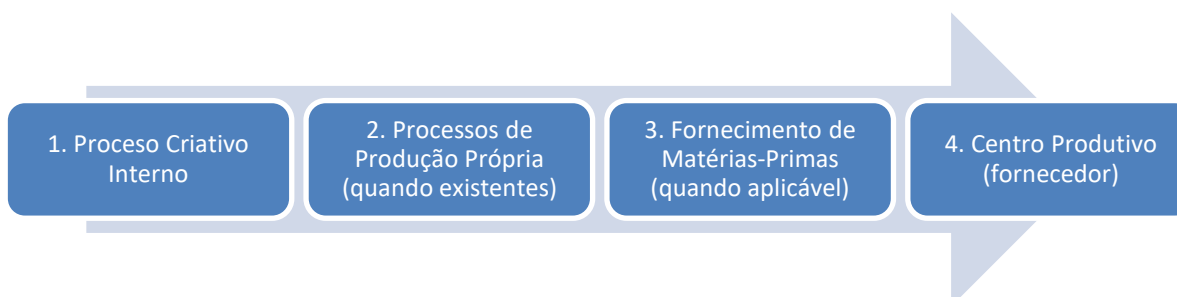 1. Proceso Criativo
Interno
2. Processos de
Produção Própria
(quando existentes)
3. Fornecimento de
Matérias-Primas
(quando aplicável)
4. Centro Produtivo
(fornecedor)